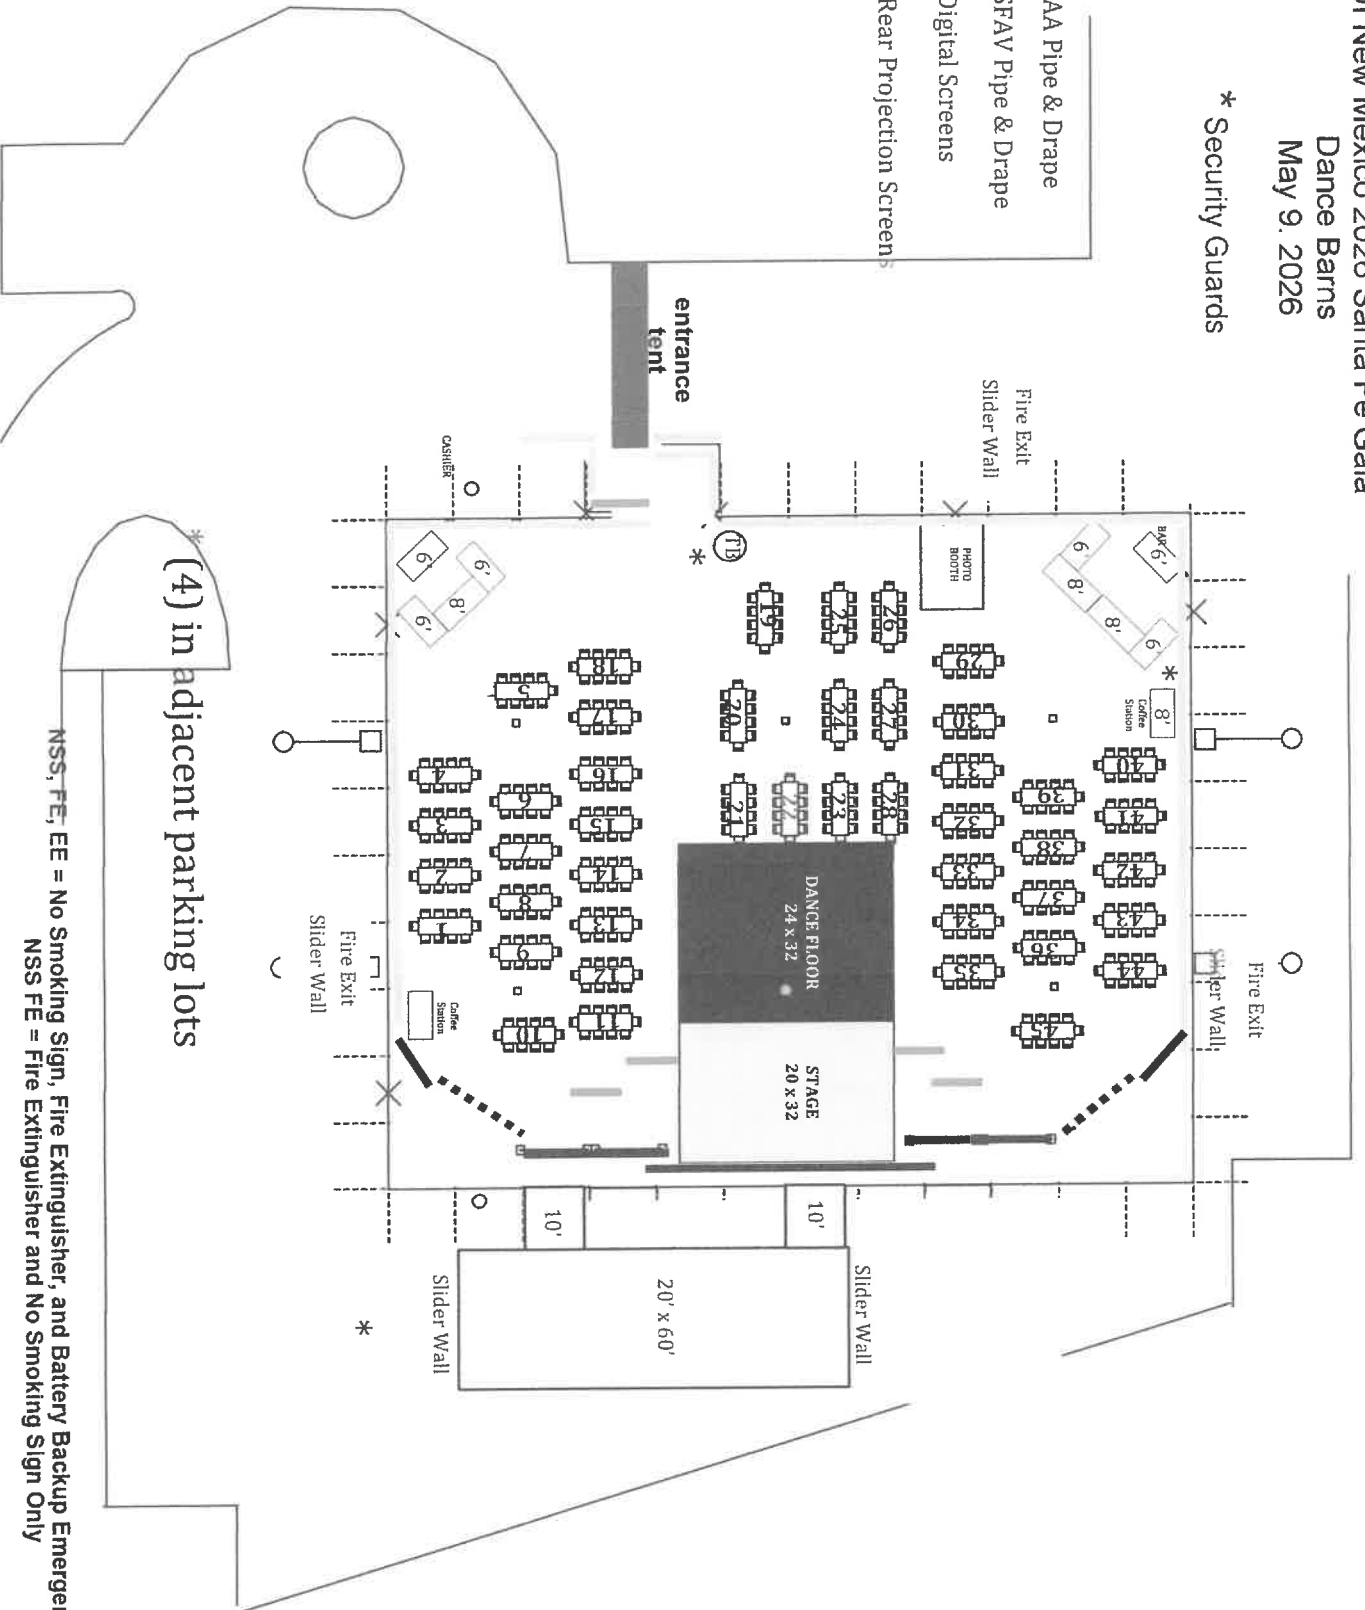 of New Mexico 2026 Santa Fe Gala
Dance Barns
May 9. 2026
* Security Guards
AA Pipe & Drape
SFAV Pipe & Drape
Digital Screens
Rear Projection Screens
entrance
tent
Fire Exit
Slider Wall
CASHIER
TB
*
PHOTO
BOOTH
BAR
6'
6'
8'
8'
6'
*
8'
Coffee
Station
6'
6'
8'
6'
19
25
26
29
18
5
17
20
24
27
30
40
4
16
21
22
23
28
31
39
41
3
6
15
32
38
42
2
7
14
33
37
43
1
8
13
34
36
44
9
12
35
10
11
45
DANCE FLOOR
24 x 32
STAGE
20 x 32
Coffee
Station
Fire Exit
Slider Wall
Fire Exit
Slider Wall
10'
10'
20' x 60'
Slider Wall
Slider Wall
*
* (4) in adjacent parking lots
NSS, FE, EE = No Smoking Sign, Fire Extinguisher, and Battery Backup Emerge
NSS FE = Fire Extinguisher and No Smoking Sign Only